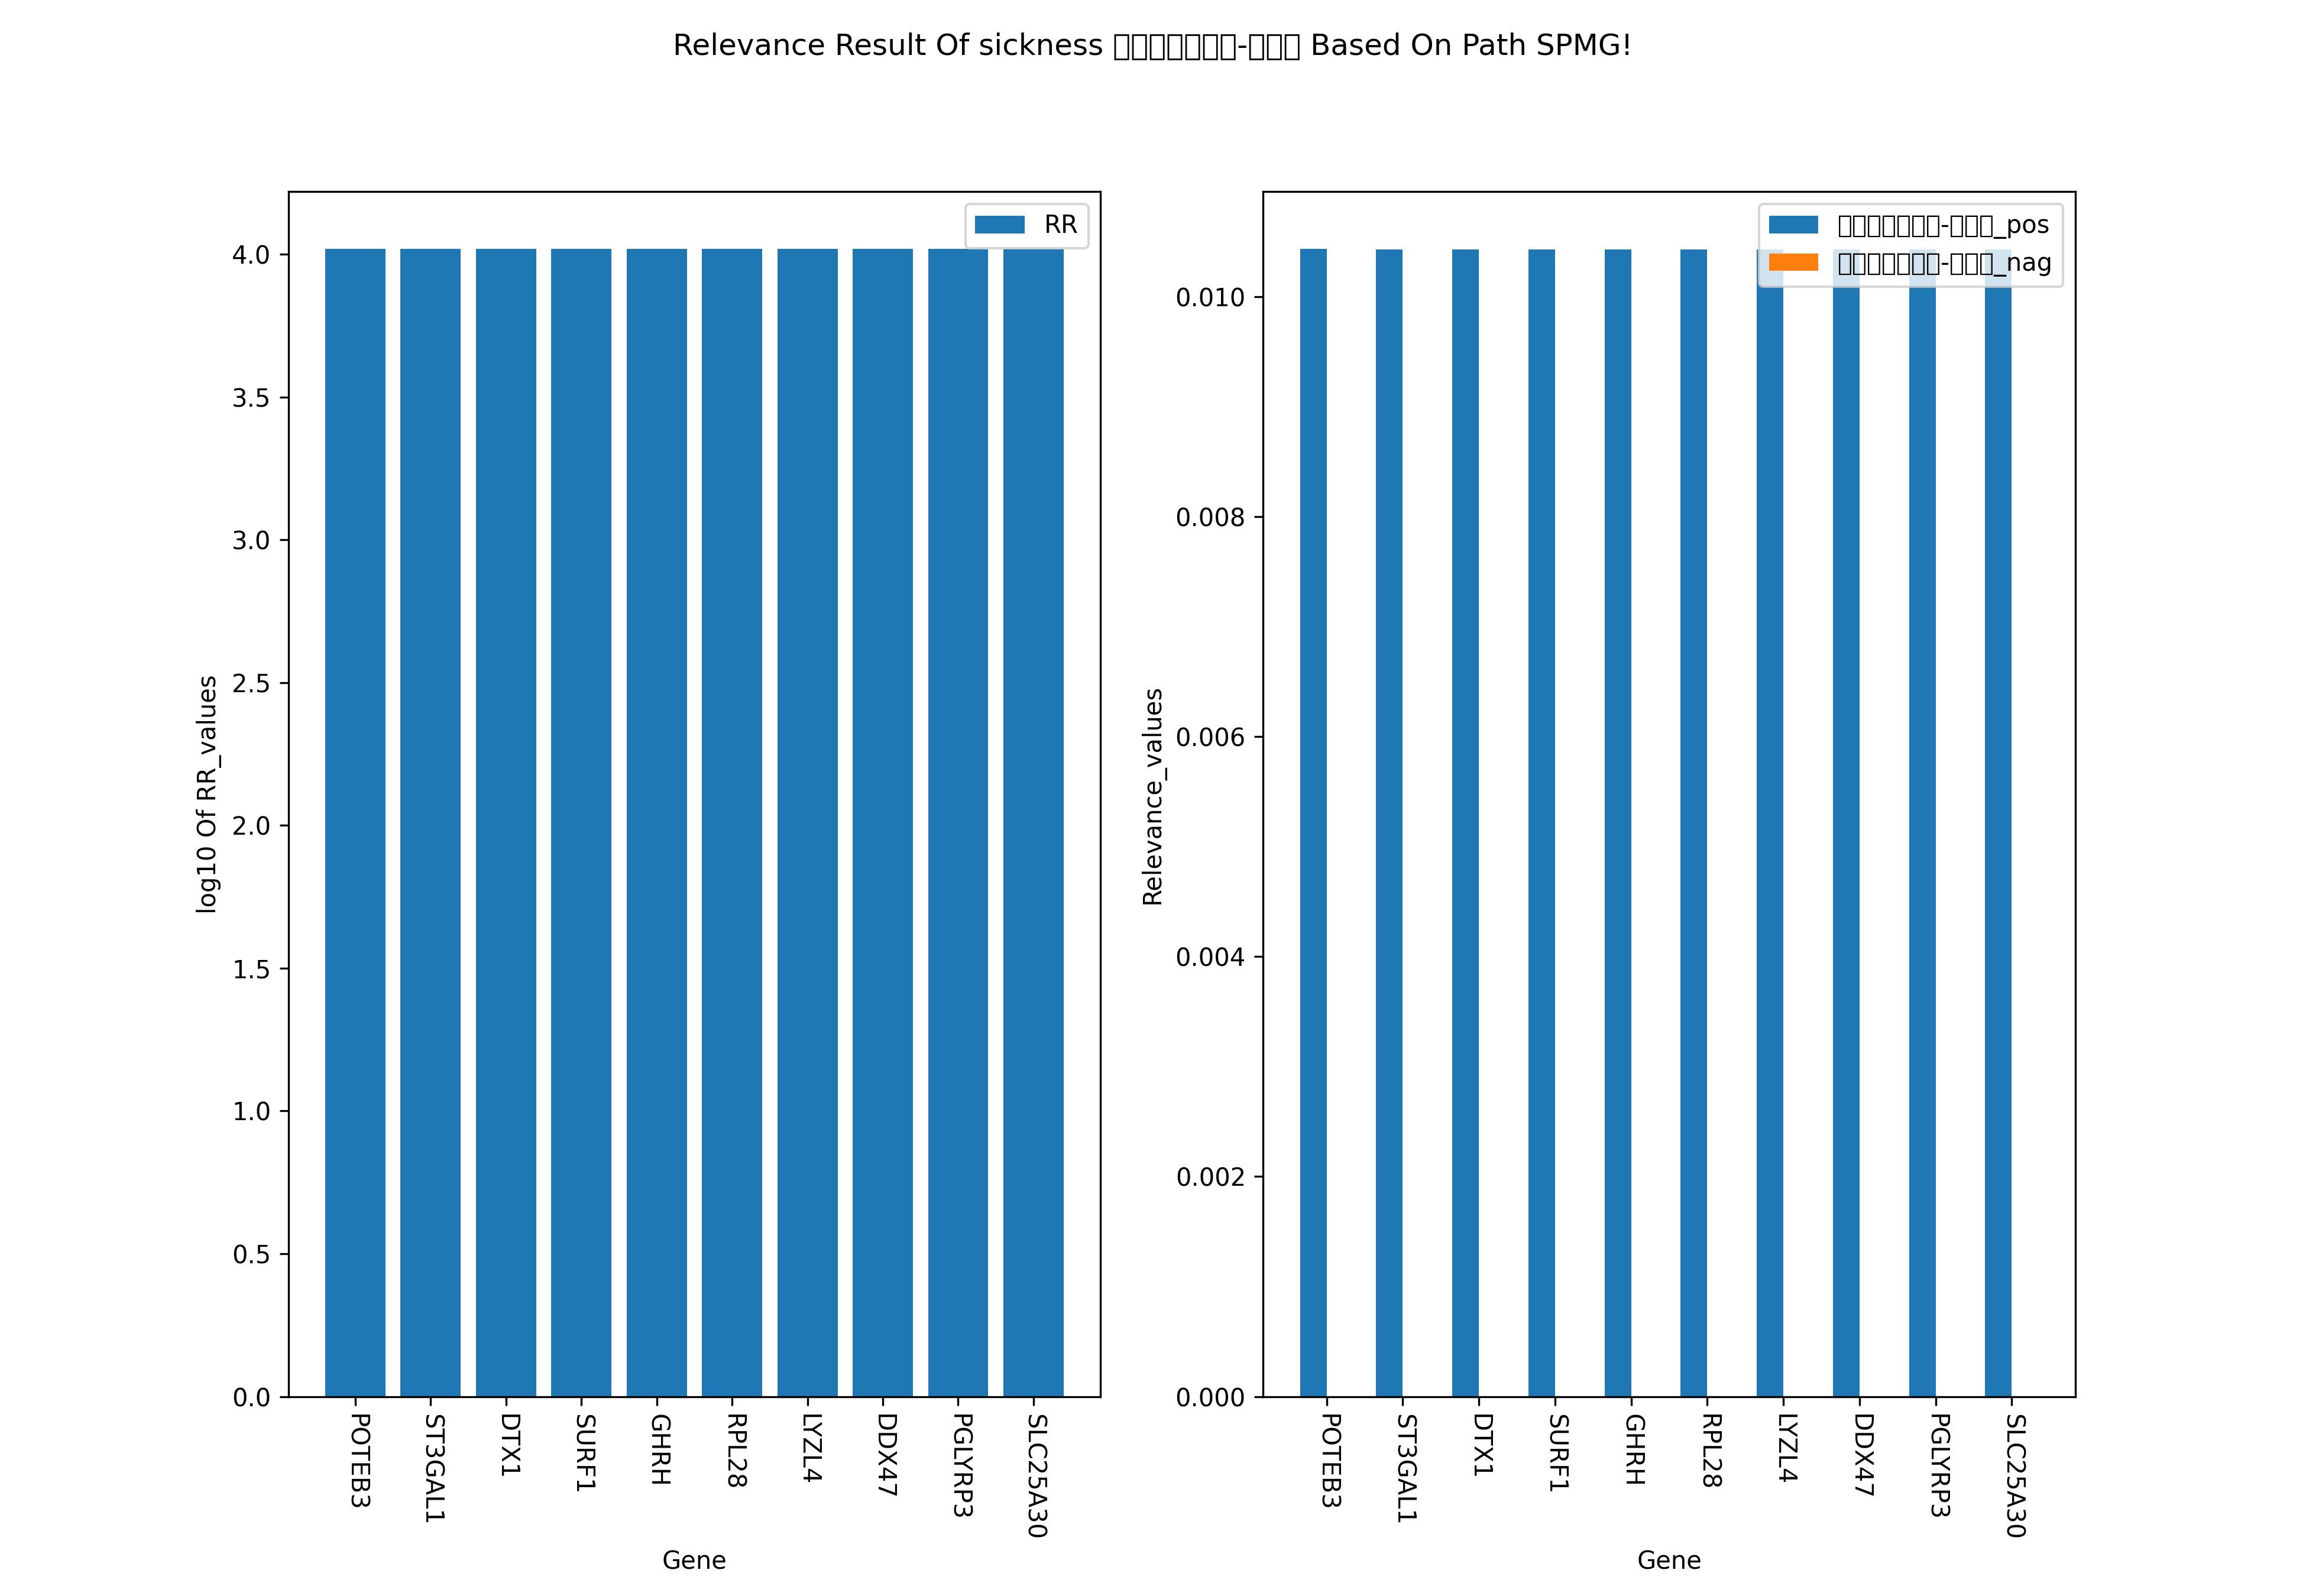 Relevance Result Of sickness Based On Path SPMG!
RR
4.0
3.5
3.0
2.5
2.0
1.5
1.0
0.5
0.0
log10 Of RR_values
POTEB3
ST3GAL1
DTX1
SURF1
GHRH
RPL28
LYZL4
DDX47
PGLYRP3
SLC25A30
Gene
_pos
_nag
0.010
0.008
0.006
0.004
0.002
0.000
Relevance_values
POTEB3
ST3GAL1
DTX1
SURF1
GHRH
RPL28
LYZL4
DDX47
PGLYRP3
SLC25A30
Gene